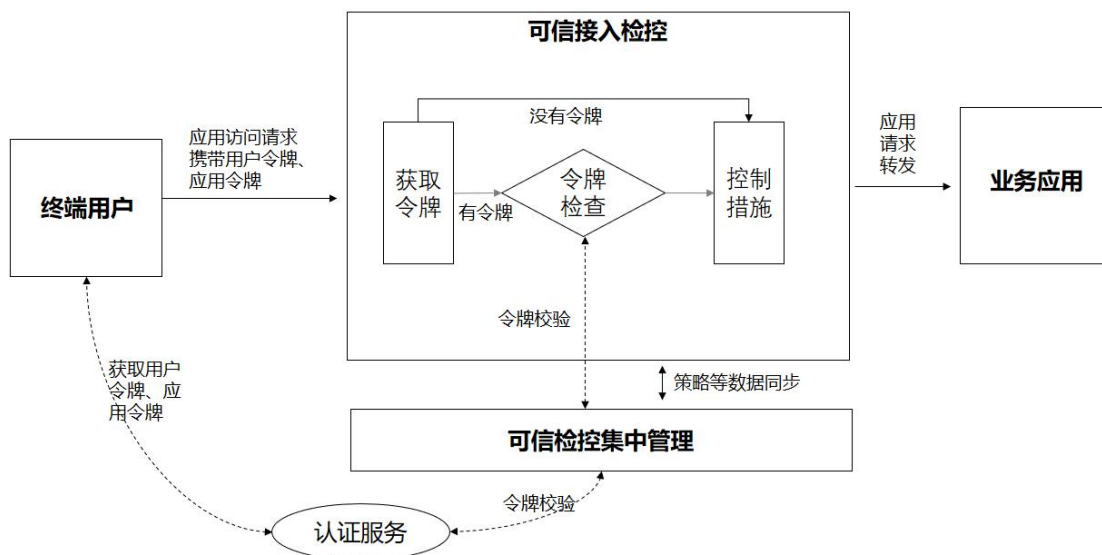 可信接入检控
没有令牌
应用访问请求
携带用户令牌、
应用令牌
应用
请求
转发
终端用户
获取
令牌
有令牌
令牌
检查
控制
措施
业务应用
令牌校验
获取用户
令牌、应
用令牌
策略等数据同步
可信检控集中管理
令牌校验
认证服务